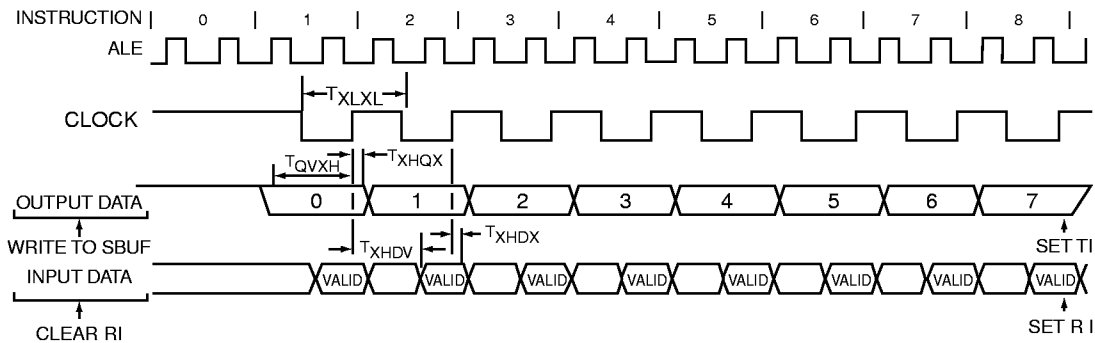 INSTRUCTION | 0 | 1 | 2 | 3 | 4 | 5 | 6 | 7 | 8 |
ALE
TXLXL
CLOCK
TQVXH TXHQX
OUTPUT DATA 0 1 2 3 4 5 6 7
WRITE TO SBUF TXHDV TXHDX SET TI
INPUT DATA VALID VALID VALID VALID VALID VALID VALID VALID
CLEAR RI SET R I